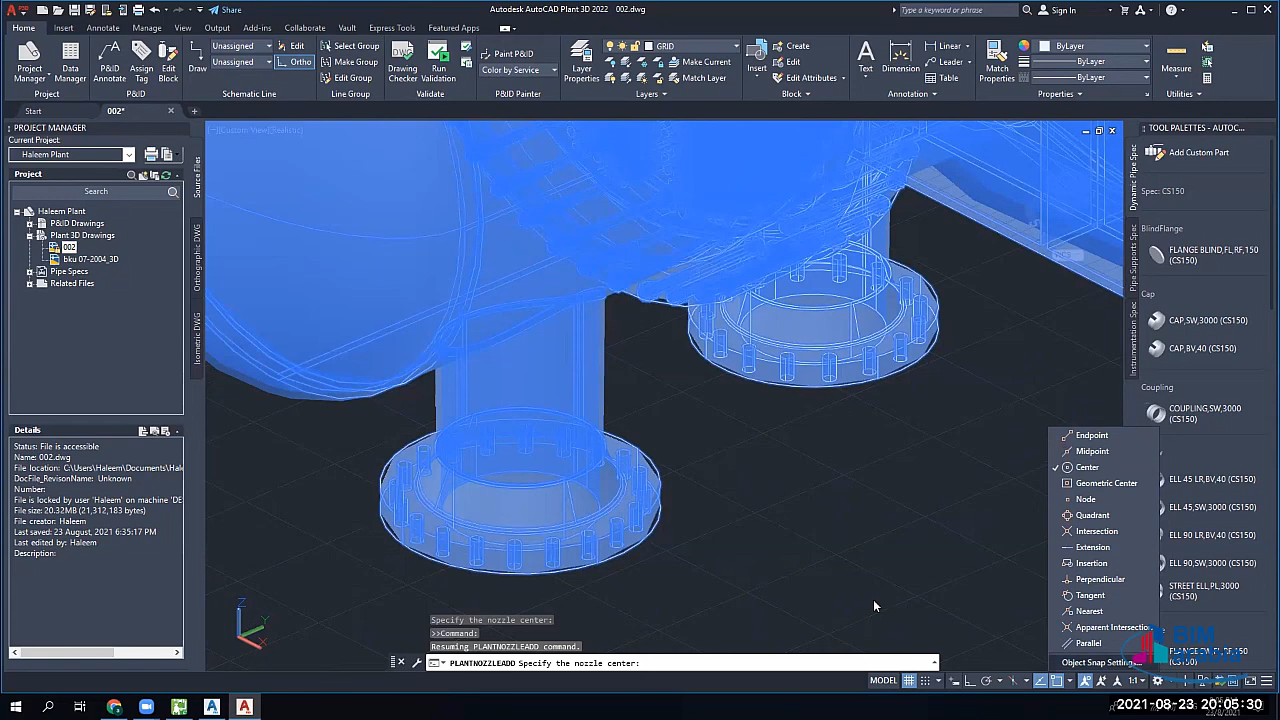 Share
Autodesk AutoCAD Plant 3D 2022   002.dwg
Type a keyword or phrase
Sign In
Home Insert Annotate Manage View Output Add-ins Collaborate Vault Express Tools Featured Apps
Project Manager
Data Manager
Project
P&ID Annotate
Assign Tag
Edit Block
P&ID
Draw
Unassigned
Unassigned
Edit
Ortho
Schematic Line
Select Group
Make Group
Edit Group
Line Group
Drawing Checker
Run Validation
Validate
Paint P&ID
Color by Service
P&ID Painter
Layer Properties
GRID
Make Current
Match Layer
Layers
Insert
Create
Edit
Edit Attributes
Block
Text
Dimension
Linear
Leader
Table
Annotation
Match Properties
ByLayer
ByLayer
ByLayer
Properties
Measure
Utilities
Start
002*
PROJECT MANAGER
Current Project:
Haleem Plant
Project
Search
Haleem Plant
P&ID Drawings
Plant 3D Drawings
002
bku 07-2004_3D
Pipe Specs
Related Files
Source Files
Orthographic DWG
Isometric DWG
Details
Status: File is accessible
Name: 002.dwg
File location: C:\Users\Haleem\Documents\Hale
DocFile_RevisonName: Unknown
Number:
File is locked by user 'Haleem' on machine 'DE
File size: 20.32MB (21,312,183 bytes)
File creator: Haleem
Last saved: 23 August, 2021 6:35:17 PM
Last edited by: Haleem
Description:
[−][Custom View][Realistic]
Z
Y
X
Specify the nozzle center:
>>Command:
Resuming PLANTNOZZLEADD command.
PLANTNOZZLEADD Specify the nozzle center:
Endpoint
Midpoint
Center
Geometric Center
Node
Quadrant
Intersection
Extension
Insertion
Perpendicular
Tangent
Nearest
Apparent Intersection
Parallel
Object Snap Settings...
TOOL PALETTES - AUTOC...
Dynamic Pipe Spec
Pipe Supports Spec
Instrumentation Spec
Add Custom Part
Spec: CS150
BlindFlange
FLANGE BLIND,FL,RF,150 (CS150)
Cap
CAP,SW,3000 (CS150)
CAP,BV,40 (CS150)
Coupling
COUPLING,SW,3000 (CS150)
ELL 45 LR,BV,40 (CS150)
ELL 45,SW,3000 (CS150)
ELL 90 LR,BV,40 (CS150)
ELL 90,SW,3000 (CS150)
STREET ELL,PL,3000 (CS150)
BIM
MODEL
1:1
2021-08-23 20:05:30